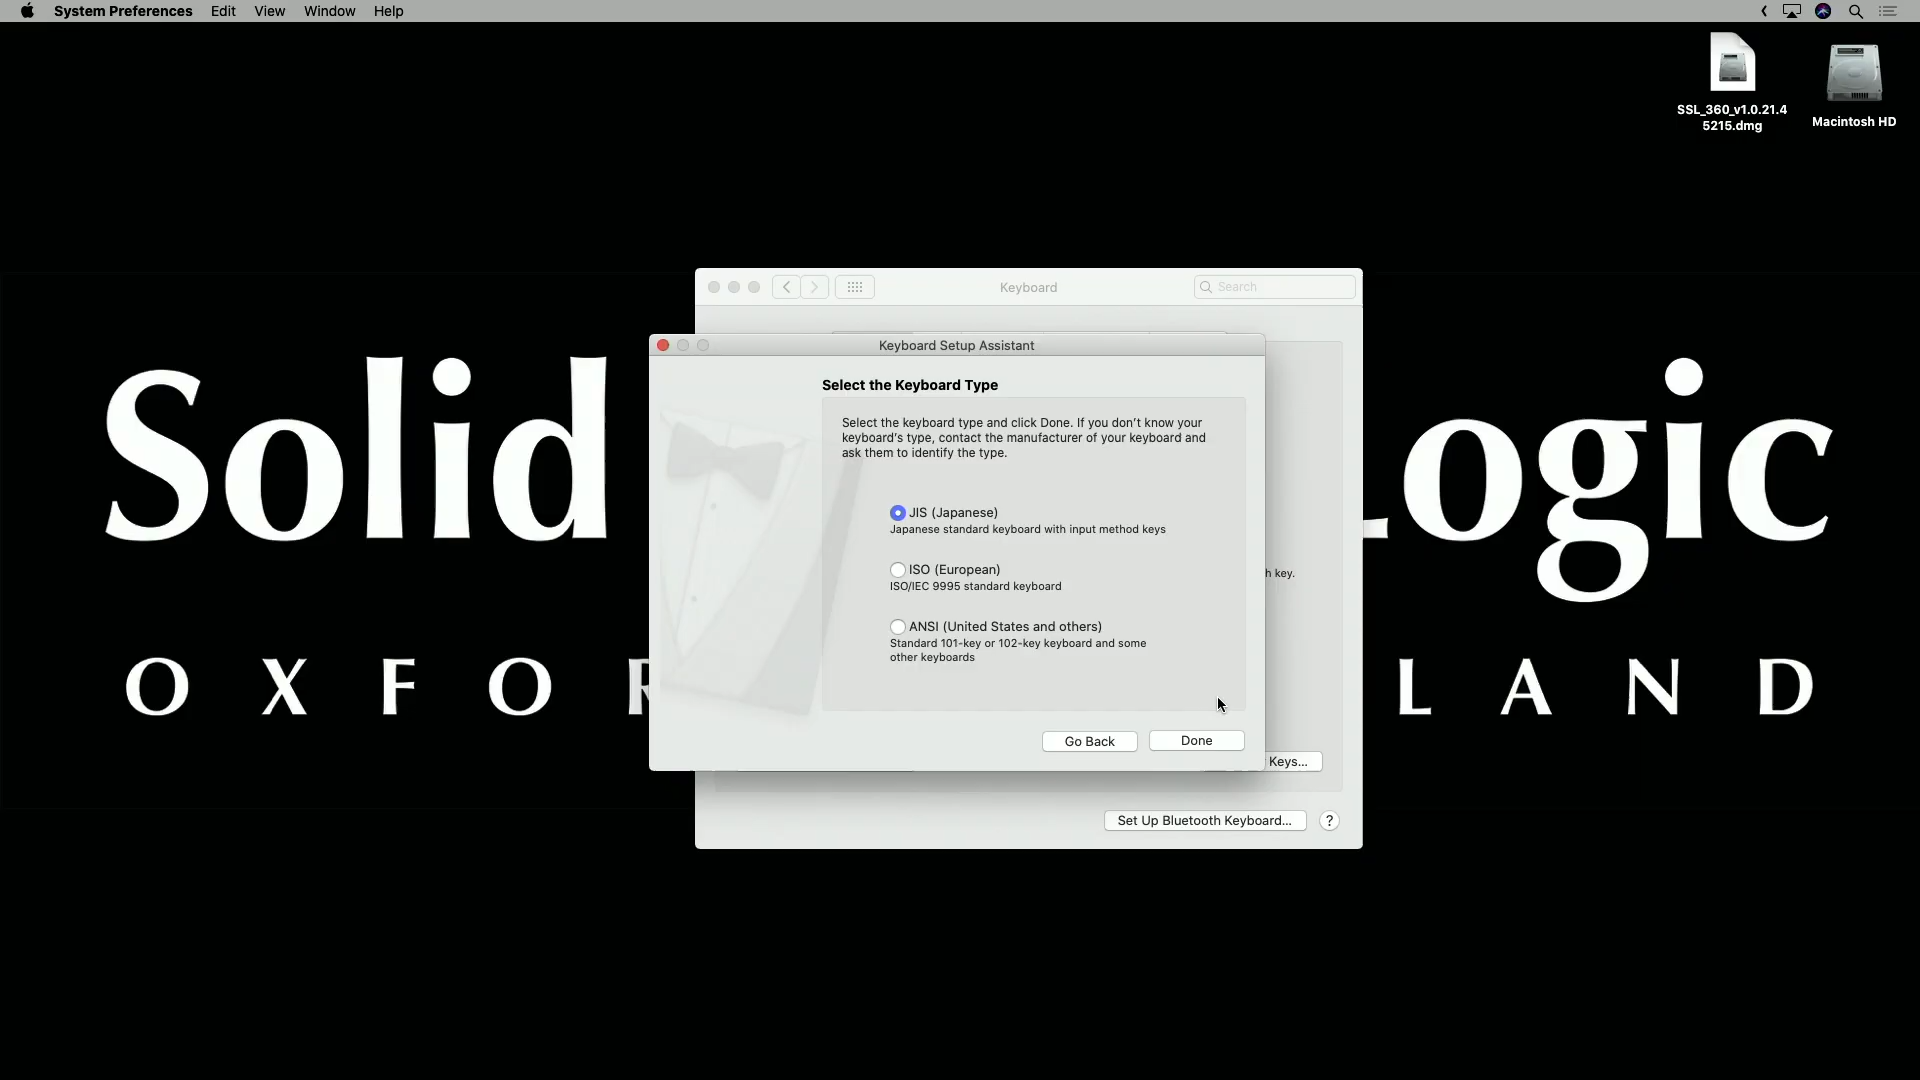 System Preferences Edit View Window Help
SSL_360_v1.0.21.4
5215.dmg
Macintosh HD
Keyboard
Search
Keyboard Setup Assistant
Select the Keyboard Type
Select the keyboard type and click Done. If you don't know your
keyboard's type, contact the manufacturer of your keyboard and
ask them to identify the type.
JIS (Japanese)
Japanese standard keyboard with input method keys
ISO (European)
ISO/IEC 9995 standard keyboard
ANSI (United States and others)
Standard 101-key or 102-key keyboard and some
other keyboards
Go Back
Done
h key.
Keys...
Set Up Bluetooth Keyboard...
?
Solid Logic
OXFOR LAND